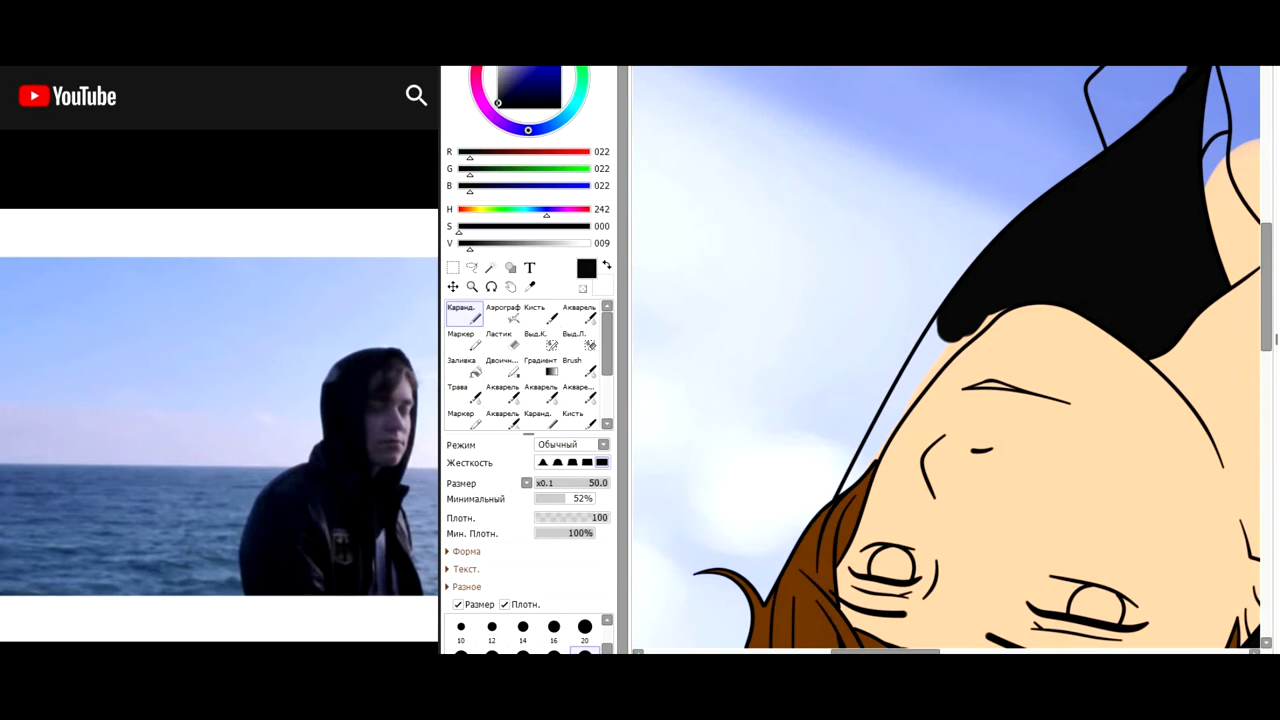 YouTube
R 022
G 022
B 022
H 242
S 000
V 009
T
Каранд. Аэрограф Кисть Акварель
Маркер Ластик Выд.К. Выд.Л.
Заливка Двоичн... Градиент Brush
Трава Акварель Акварель Акваре...
Маркер Акварель Каранд. Кисть
Режим Обычный
Жесткость
Размер x0.1 50.0
Минимальный 52%
Плотн. 100
Мин. Плотн. 100%
Форма
Текст.
Разное
Размер Плотн.
10 12 14 16 20